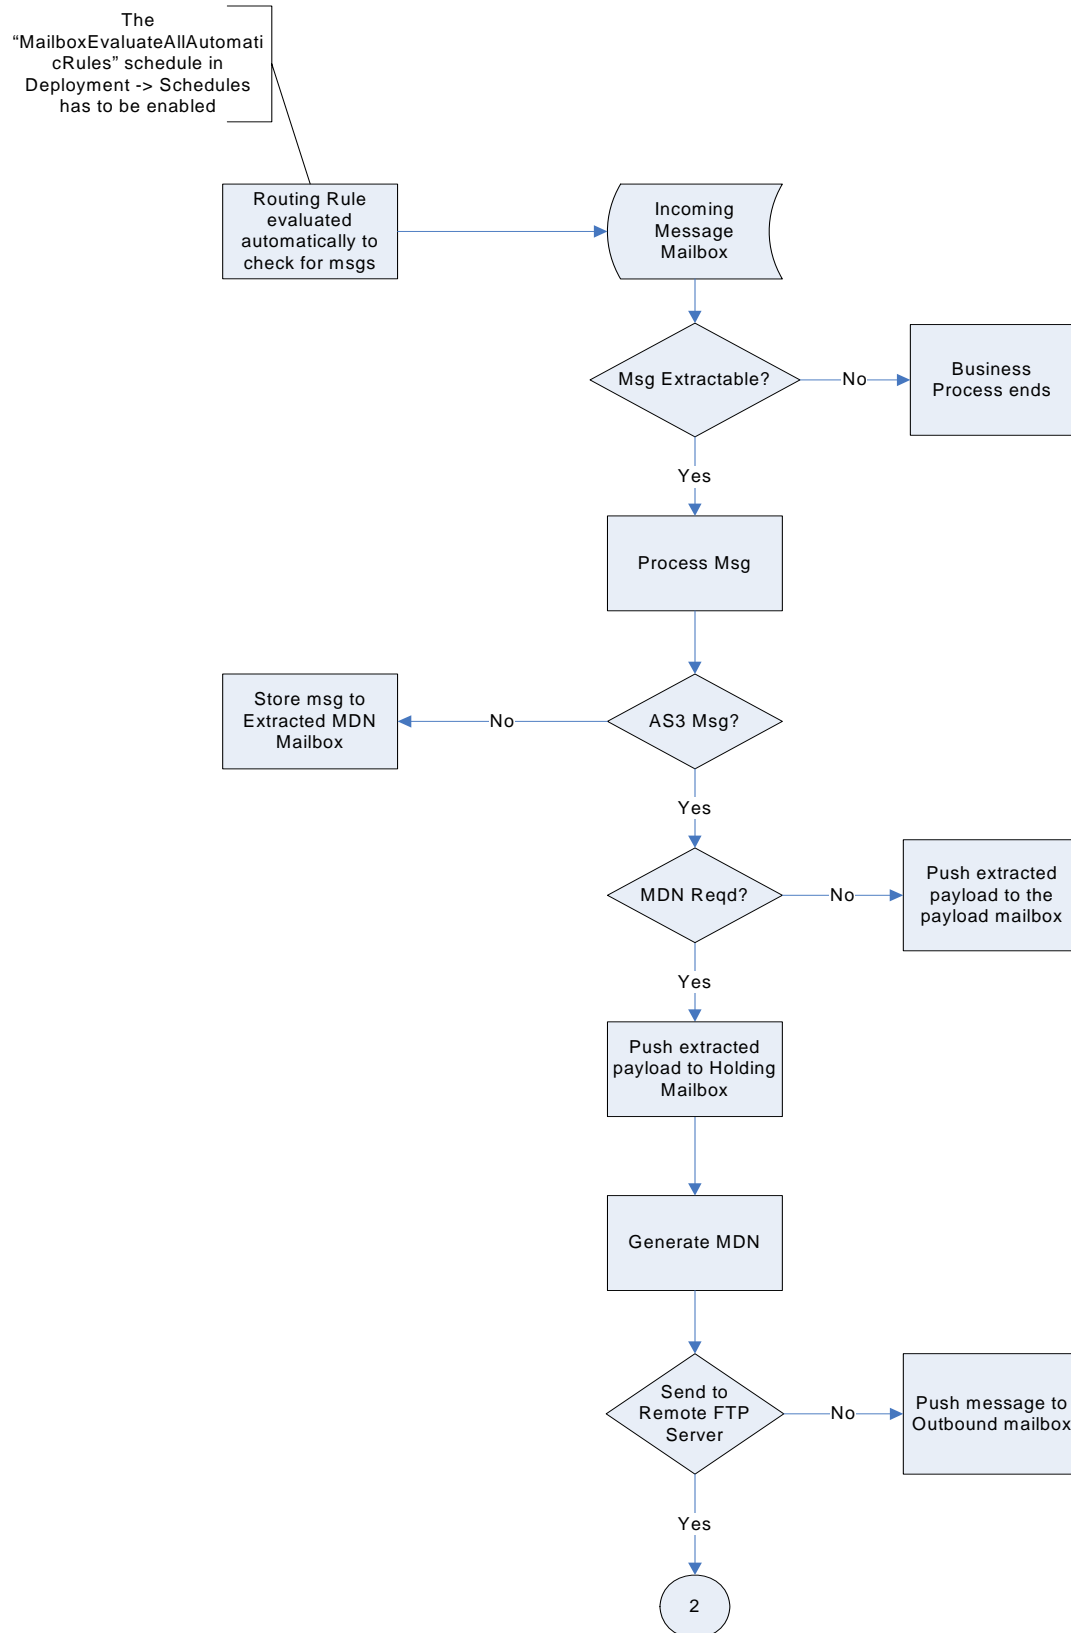 The
“MailboxEvaluateAllAutomati
cRules” schedule in
Deployment -> Schedules
has to be enabled
Routing Rule
evaluated
automatically to
check for msgs
Incoming
Message
Mailbox
Msg Extractable?
No
Business
Process ends
Yes
Process Msg
Store msg to
Extracted MDN
Mailbox
No
AS3 Msg?
Yes
MDN Reqd?
No
Push extracted
payload to the
payload mailbox
Yes
Push extracted
payload to Holding
Mailbox
Generate MDN
Send to
Remote FTP
Server
No
Push message to
Outbound mailbox
Yes
2